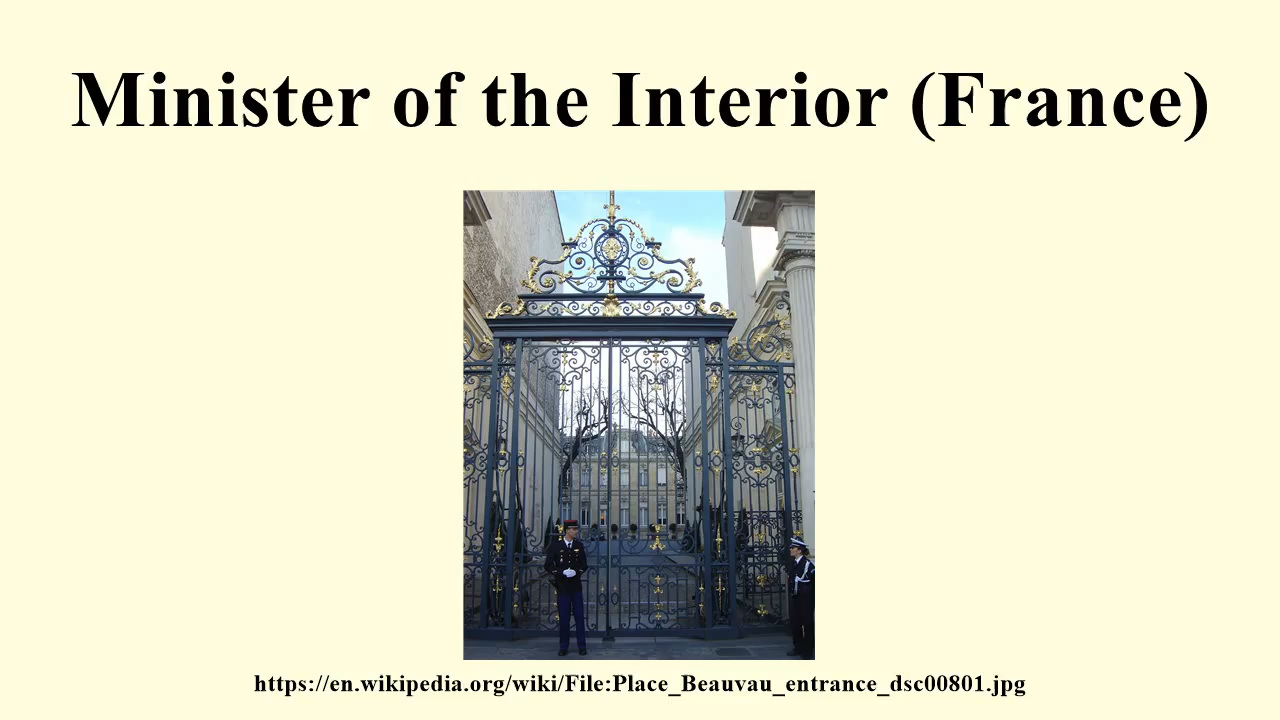 Minister of the Interior (France)
https://en.wikipedia.org/wiki/File:Place_Beauvau_entrance_dsc00801.jpg